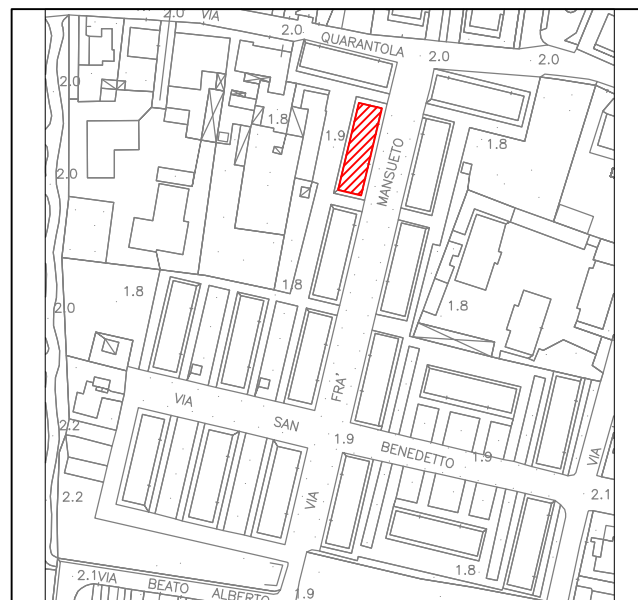 2.0 VIA 2.0 QUARANTOLA 2.0 2.0
2.0
1.8 1.9 1.8
2.0 MANSUETO
1.8 1.8 1.8
2.0
VIA SAN FRA' 1.9 BENEDETTO 1.9 VIA
2.2
2.2 VIA 2.1
2.1 VIA BEATO ALBERTO 1.9 1.8